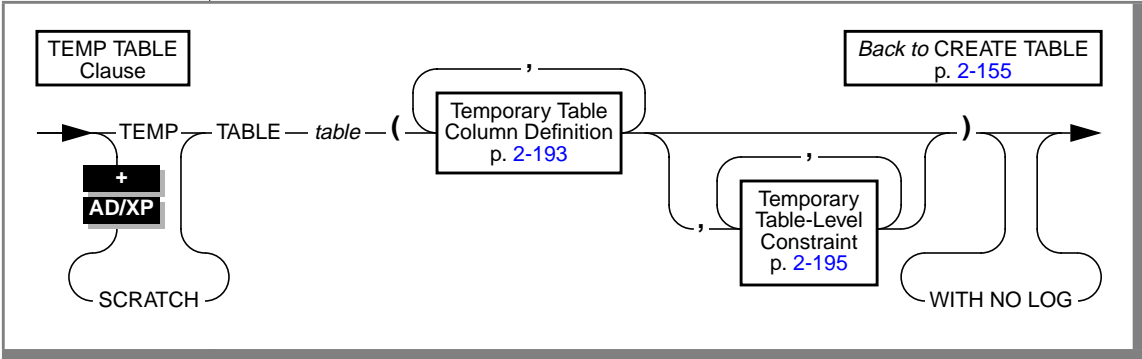 TEMP TABLE
Clause
Back to CREATE TABLE
p. 2-155
TEMP TABLE table ( Temporary Table
Column Definition
p. 2-193
,
)
+
AD/XP
SCRATCH
,
,
Temporary
Table-Level
Constraint
p. 2-195
WITH NO LOG